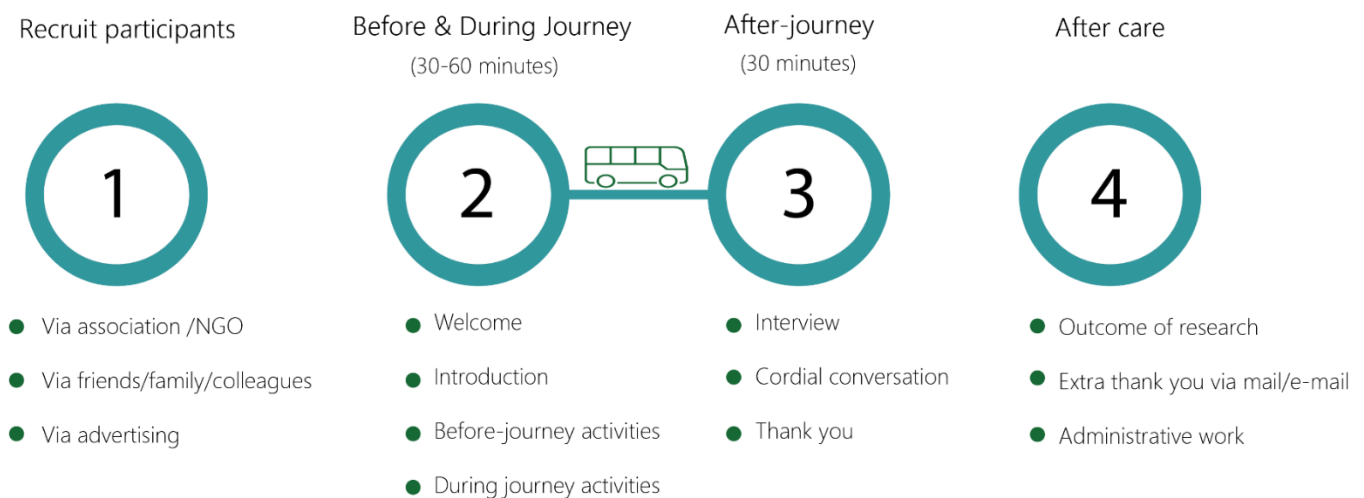 Recruit participants
Before & During Journey
(30-60 minutes)
After-journey
(30 minutes)
After care
1
2
3
4
Via association /NGO
Via friends/family/colleagues
Via advertising
Welcome
Introduction
Before-journey activities
During journey activities
Interview
Cordial conversation
Thank you
Outcome of research
Extra thank you via mail/e-mail
Administrative work